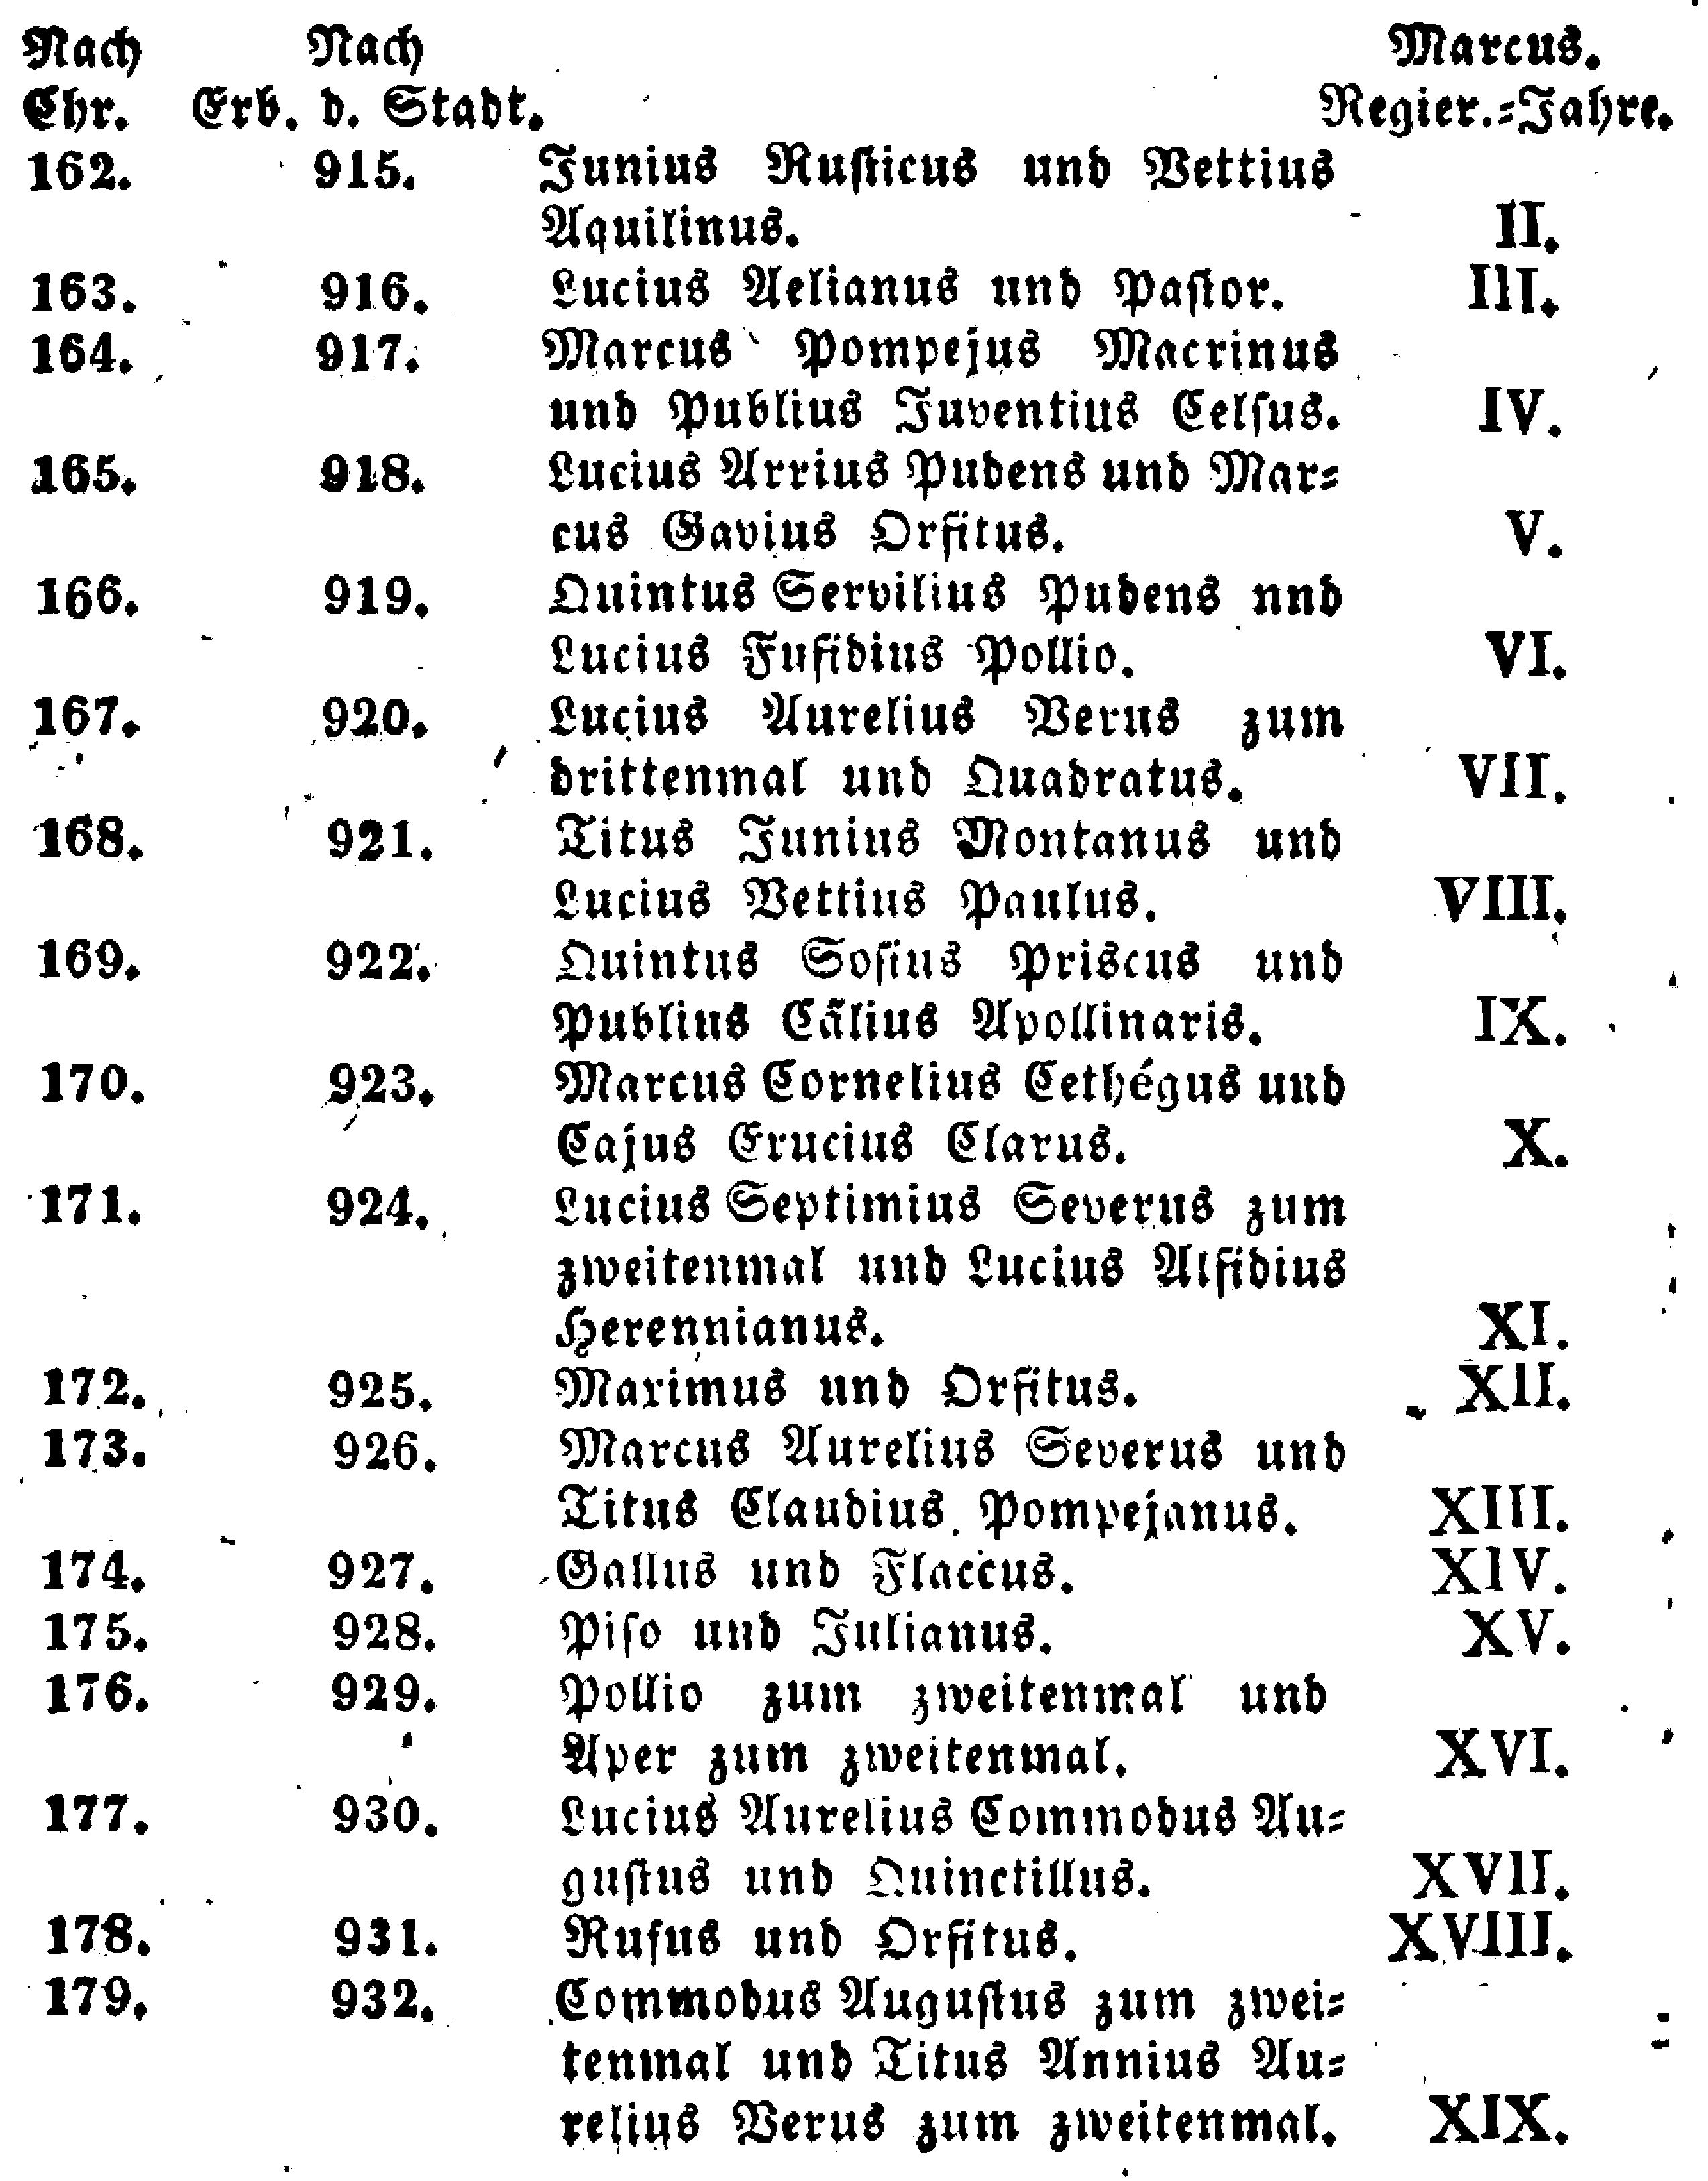 Nach Nach Marcus.
Chr. Erb. d. Stadt. Regier.=Jahre.
162. 915. Junius Ruſticus und Vettius
Aquilinus. II.
163. 916. Lucius Aelianus und Paſtor. III.
164. 917. Marcus Pompejus Macrinus
und Publius Juventius Celſus. IV.
165. 918. Lucius Arrius Pudens und Mar=
cus Gavius Orfitus. V.
166. 919. Quintus Servilius Pudens nnd
Lucius Fufidius Pollio. VI.
167. 920. Lucius Aurelius Verus zum
drittenmal und Quadratus. VII.
168. 921. Titus Junius Montanus und
Lucius Vettius Paulus. VIII.
169. 922. Quintus Soſius Priscus und
Publius Cälius Apollinaris. IX.
170. 923. Marcus Cornelius Cethégus und
Cajus Erucius Clarus. X.
171. 924. Lucius Septimius Severus zum
zweitenmal und Lucius Alfidius
Herennianus. XI.
172. 925. Maximus und Orfitus. XII.
173. 926. Marcus Aurelius Severus und
Titus Claudius Pompejanus. XIII.
174. 927. Gallus und Flaccus. XIV.
175. 928. Piſo und Julianus. XV.
176. 929. Pollio zum zweitenmal und
Aper zum zweitenmal. XVI.
177. 930. Lucius Aurelius Commodus Au=
guſtus und Quinctillus. XVII.
178. 931. Rufus und Orfitus. XVIII.
179. 932. Commodus Auguſtus zum zwei=
tenmal und Titus Annius Au=
relius Verus zum zweitenmal. XIX.